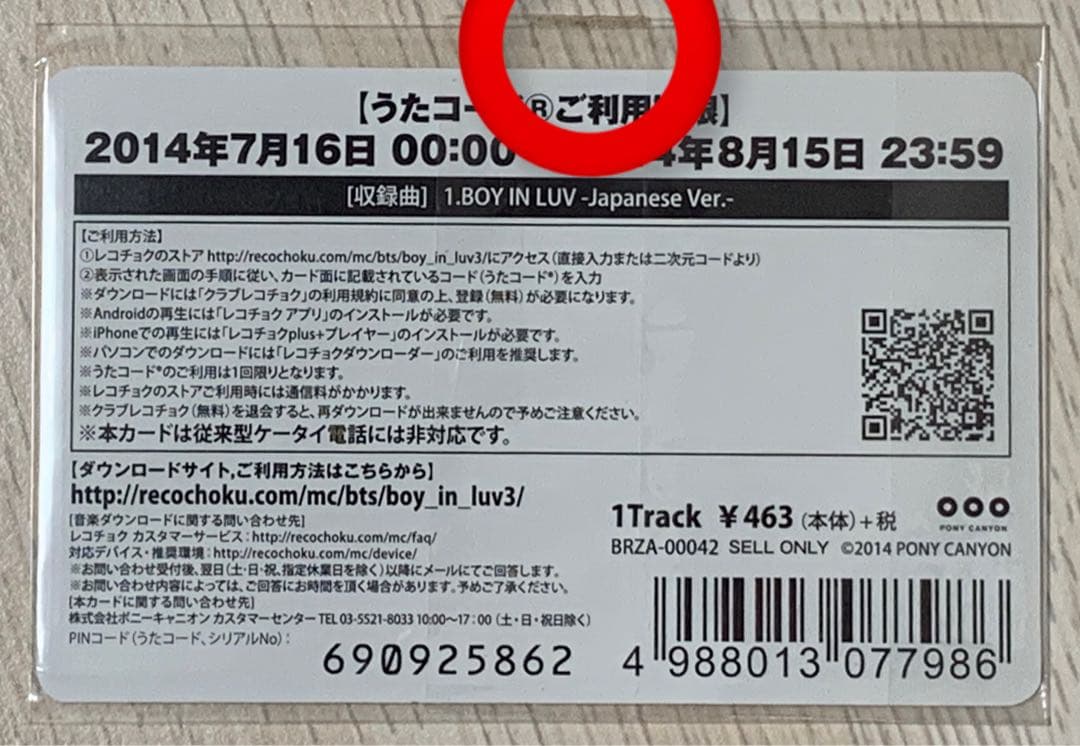 【うたコードⓇご利用 限】
2014年7月16日 00:00 4年8月15日 23:59
[収録曲] 1.BOY IN LUV -Japanese Ver.-
【ご利用方法】
①レコチョクのストア http://recochoku.com/mc/bts/boy_in_luv3/にアクセス(直接入力または二次元コードより)
②表示された画面の手順に従い、カード面に記載されているコード(うたコード®)を入力
※ダウンロードには「クラブレコチョク」の利用規約に同意の上、登録(無料)が必要になります。
※Androidの再生には「レコチョク アプリ」のインストールが必要です。
※iPhoneでの再生には「レコチョクplus+プレイヤー」のインストールが必要です。
※パソコンでのダウンロードには「レコチョクダウンローダー」のご利用を推奨します。
※うたコード®のご利用は1回限りとなります。
※レコチョクのストアご利用時には通信料がかかります。
※クラブレコチョク(無料)を退会すると、再ダウンロードが出来ませんので予めご注意ください。
※本カードは従来型ケータイ電話には非対応です。
【ダウンロードサイト,ご利用方法はこちらから】
http://recochoku.com/mc/bts/boy_in_luv3/
[音楽ダウンロードに関する問い合わせ先]
レコチョク カスタマーサービス:http://recochoku.com/mc/faq/
対応デバイス・推奨環境:http://recochoku.com/mc/device/
※お問い合わせ受付後、翌日(土・日・祝、指定休業日を除く)以降にメールにてご回答します。
※お問い合わせ内容によっては、ご回答にお時間を頂く場合があります。予めご了承ください。
[本カードに関する問い合わせ先]
株式会社ポニーキャニオン カスタマーセンター TEL 03-5521-8033 10:00~17:00(土・日・祝日除く)
PINコード(うたコード、シリアルNo):
690925862
1Track ¥463(本体)+税
PONY CANYON
BRZA-00042 SELL ONLY ©2014 PONY CANYON
4 988013 077986